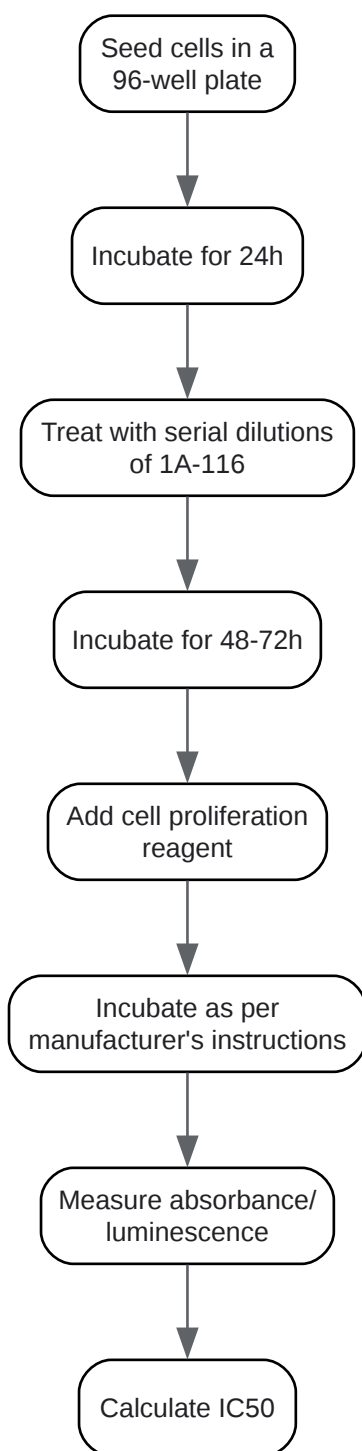 Seed cells in a
96-well plate
Incubate for 24h
Treat with serial dilutions
of 1A-116
Incubate for 48-72h
Add cell proliferation
reagent
Incubate as per
manufacturer's instructions
Measure absorbance/
luminescence
Calculate IC50